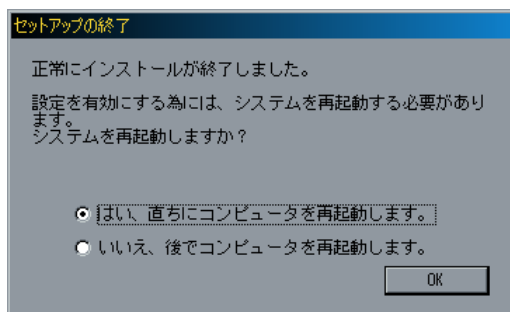 セットアップの終了
正常にインストールが終了しました。
設定を有効にする為には、システムを再起動する必要があり
ます。
システムを再起動しますか？
はい、直ちにコンピュータを再起動します。
いいえ、後でコンピュータを再起動します。
OK